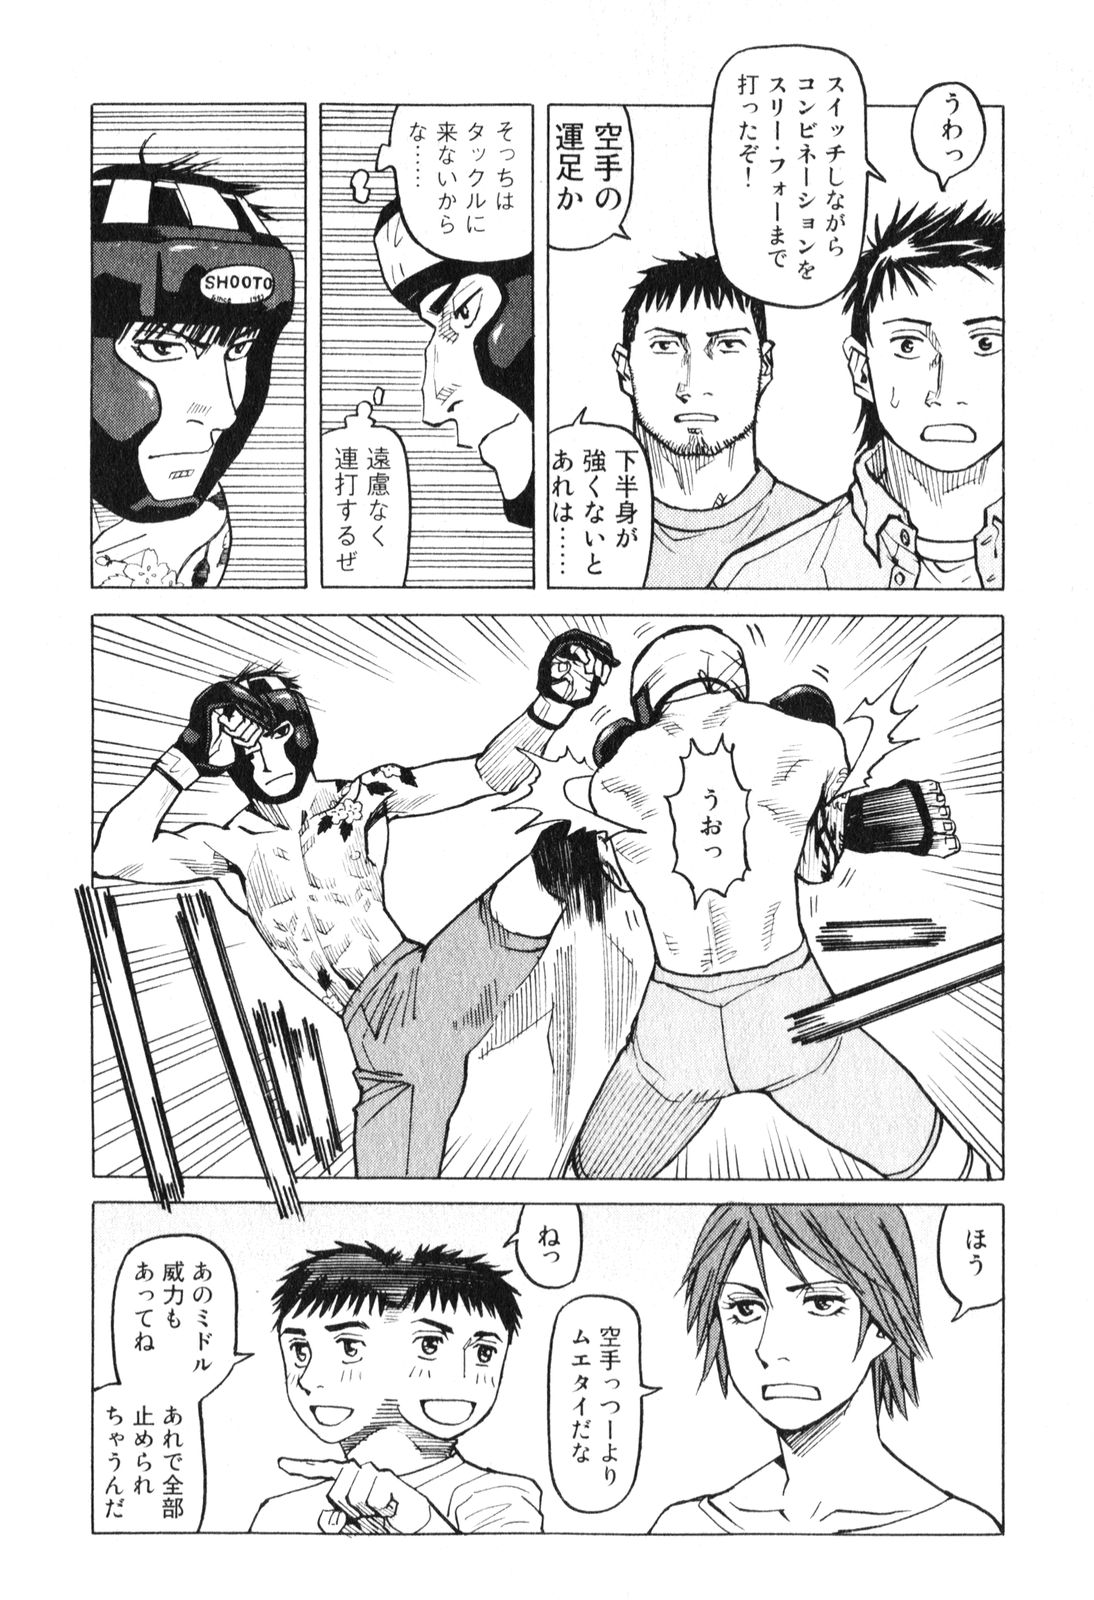 うわっ
スイッチしながら
コンビネーションを
スリー・フォーまで
打ったぞ!
空手の
運足か
下半身が
強くないと
あれは……
そっちは
タックルに
来ないから
な……
遠慮なく
連打するぜ
SHOOTO
SINCE 1985
うおっ
ほう
空手っつーより
ムエタイだな
ねっ
あのミドル
威力も
あってね
あれで全部
止められ
ちゃうんだ